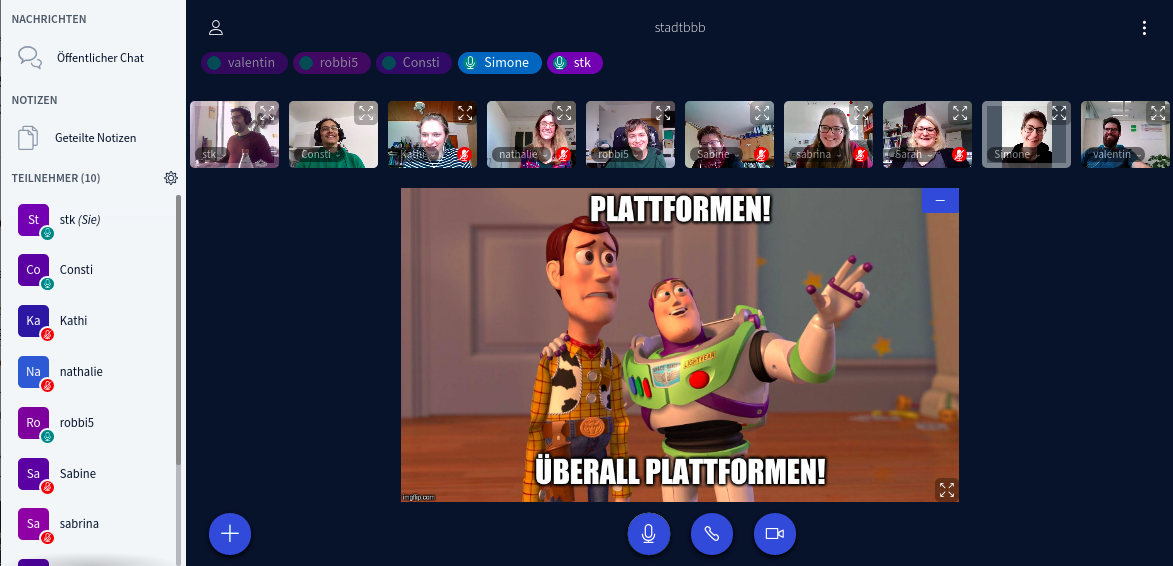 NACHRICHTEN
Öffentlicher Chat
NOTIZEN
Geteilte Notizen
TEILNEHMER (10)
St stk (Sie)
Co Consti
Ka Kathi
Na nathalie
Ro robbi5
Sa Sabine
Sa sabrina
stadtbbb
valentin robbi5 Consti Simone stk
stk Consti Kathi nathalie robbi5 Sabine sabrina Sarah Simone valentin
PLATTFORMEN!
LIGHTYEAR
ÜBERALL PLATTFORMEN!
imgflip.com